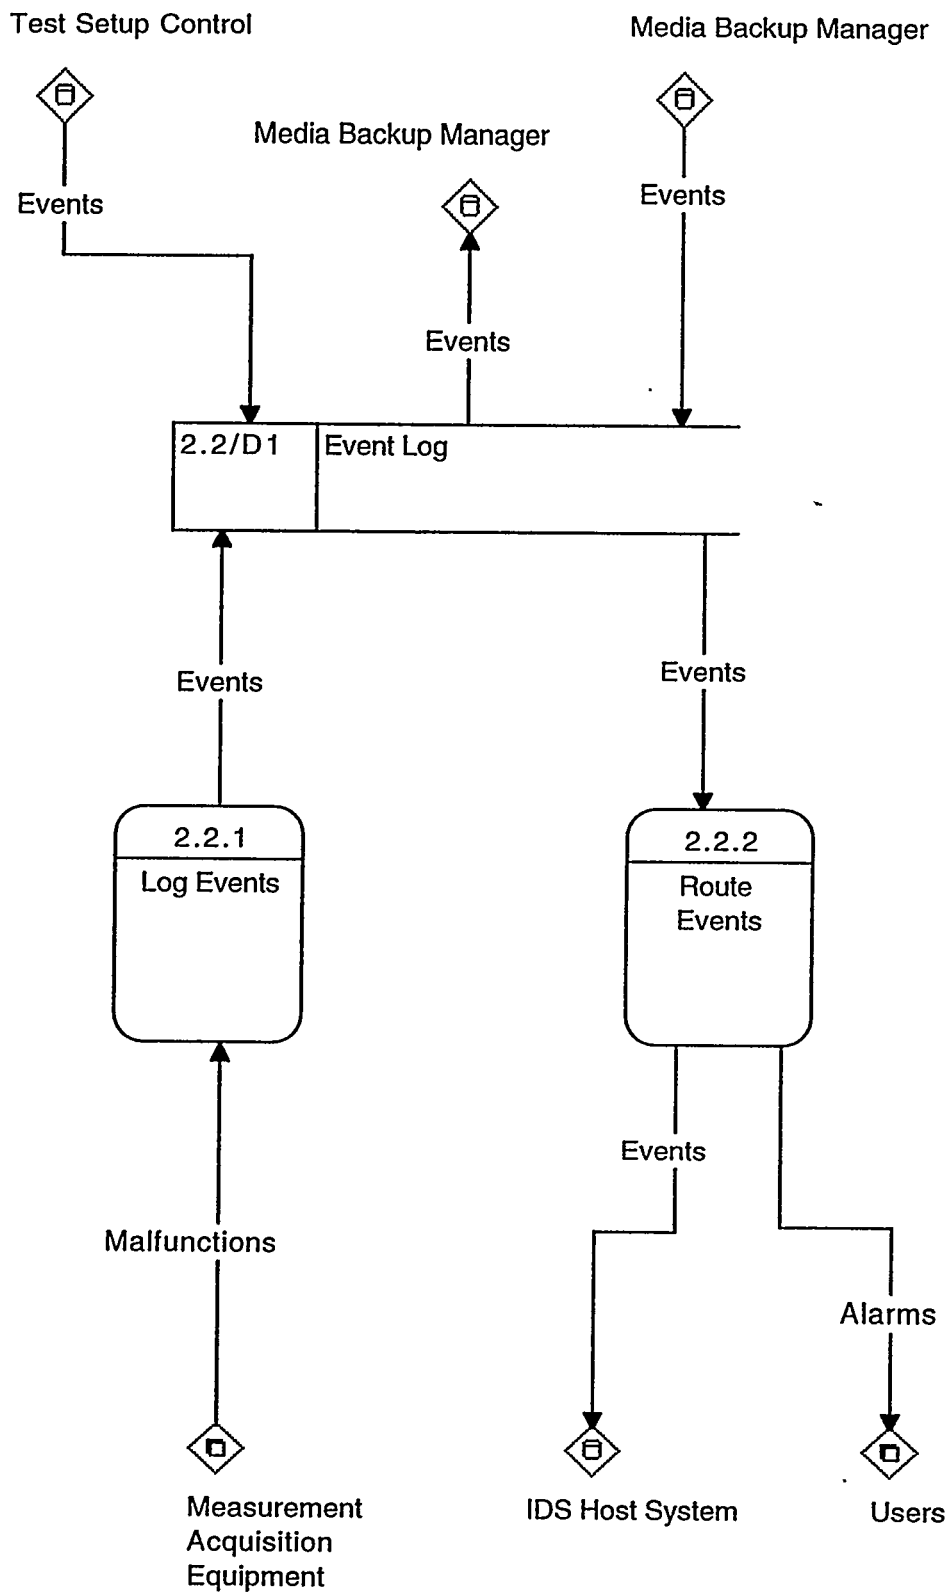 Test Setup Control
Media Backup Manager
Media Backup Manager
Events
Events
Events
2.2/D1
Event Log
Events
Events
2.2.1
Log Events
2.2.2
Route
Events
Events
Malfunctions
Alarms
Measurement
Acquisition
Equipment
IDS Host System
Users